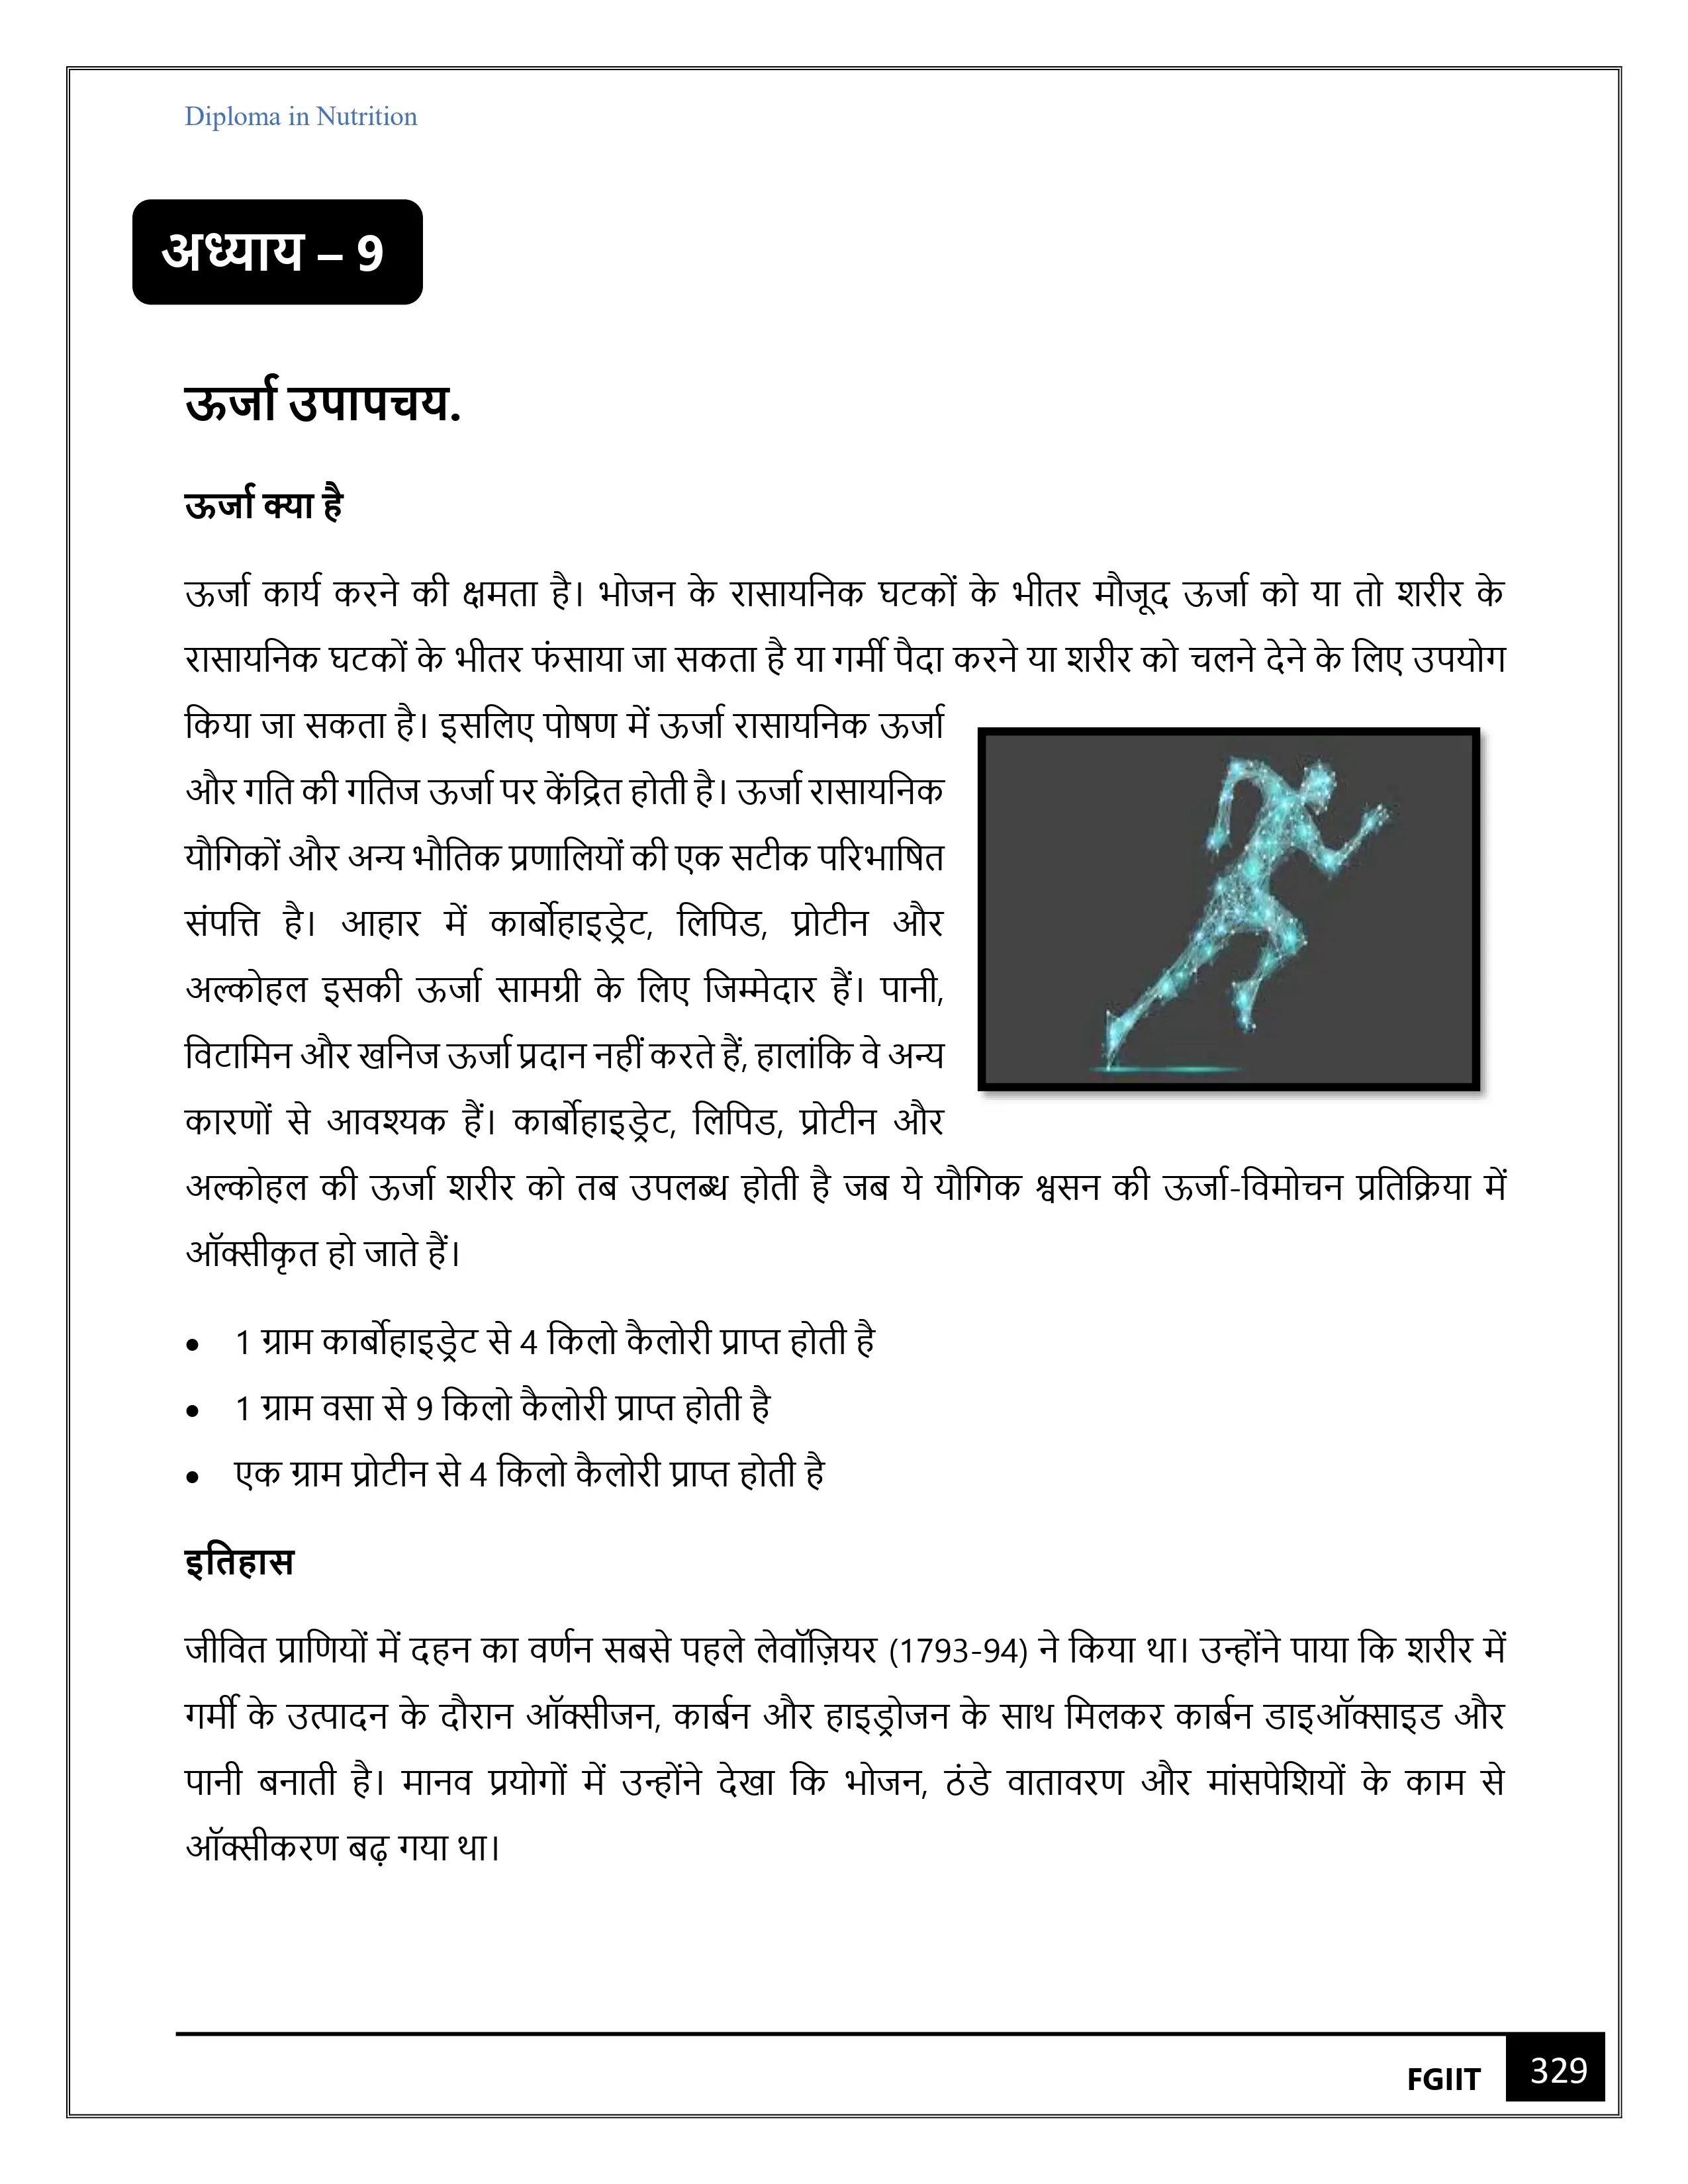 Diploma in Nutrition
अध्याय – 9
ऊर्जा उपापचय.
ऊर्जा क्या है
ऊर्जा कार्य करने की क्षमता है। भोजन के रासायनिक घटकों के भीतर मौजूद ऊर्जा को या तो शरीर के
रासायनिक घटकों के भीतर फंसाया जा सकता है या गर्मी पैदा करने या शरीर को चलने देने के लिए उपयोग
किया जा सकता है। इसलिए पोषण में ऊर्जा रासायनिक ऊर्जा
और गति की गतिज ऊर्जा पर केंद्रित होती है। ऊर्जा रासायनिक
यौगिकों और अन्य भौतिक प्रणालियों की एक सटीक परिभाषित
संपत्ति है। आहार में कार्बोहाइड्रेट, लिपिड, प्रोटीन और
अल्कोहल इसकी ऊर्जा सामग्री के लिए जिम्मेदार हैं। पानी,
विटामिन और खनिज ऊर्जा प्रदान नहीं करते हैं, हालांकि वे अन्य
कारणों से आवश्यक हैं। कार्बोहाइड्रेट, लिपिड, प्रोटीन और
अल्कोहल की ऊर्जा शरीर को तब उपलब्ध होती है जब ये यौगिक श्वसन की ऊर्जा-विमोचन प्रतिक्रिया में
ऑक्सीकृत हो जाते हैं।
• 1 ग्राम कार्बोहाइड्रेट से 4 किलो कैलोरी प्राप्त होती है
• 1 ग्राम वसा से 9 किलो कैलोरी प्राप्त होती है
• एक ग्राम प्रोटीन से 4 किलो कैलोरी प्राप्त होती है
इतिहास
जीवित प्राणियों में दहन का वर्णन सबसे पहले लेवॉज़ियर (1793-94) ने किया था। उन्होंने पाया कि शरीर में
गर्मी के उत्पादन के दौरान ऑक्सीजन, कार्बन और हाइड्रोजन के साथ मिलकर कार्बन डाइऑक्साइड और
पानी बनाती है। मानव प्रयोगों में उन्होंने देखा कि भोजन, ठंडे वातावरण और मांसपेशियों के काम से
ऑक्सीकरण बढ़ गया था।
FGIIT 329